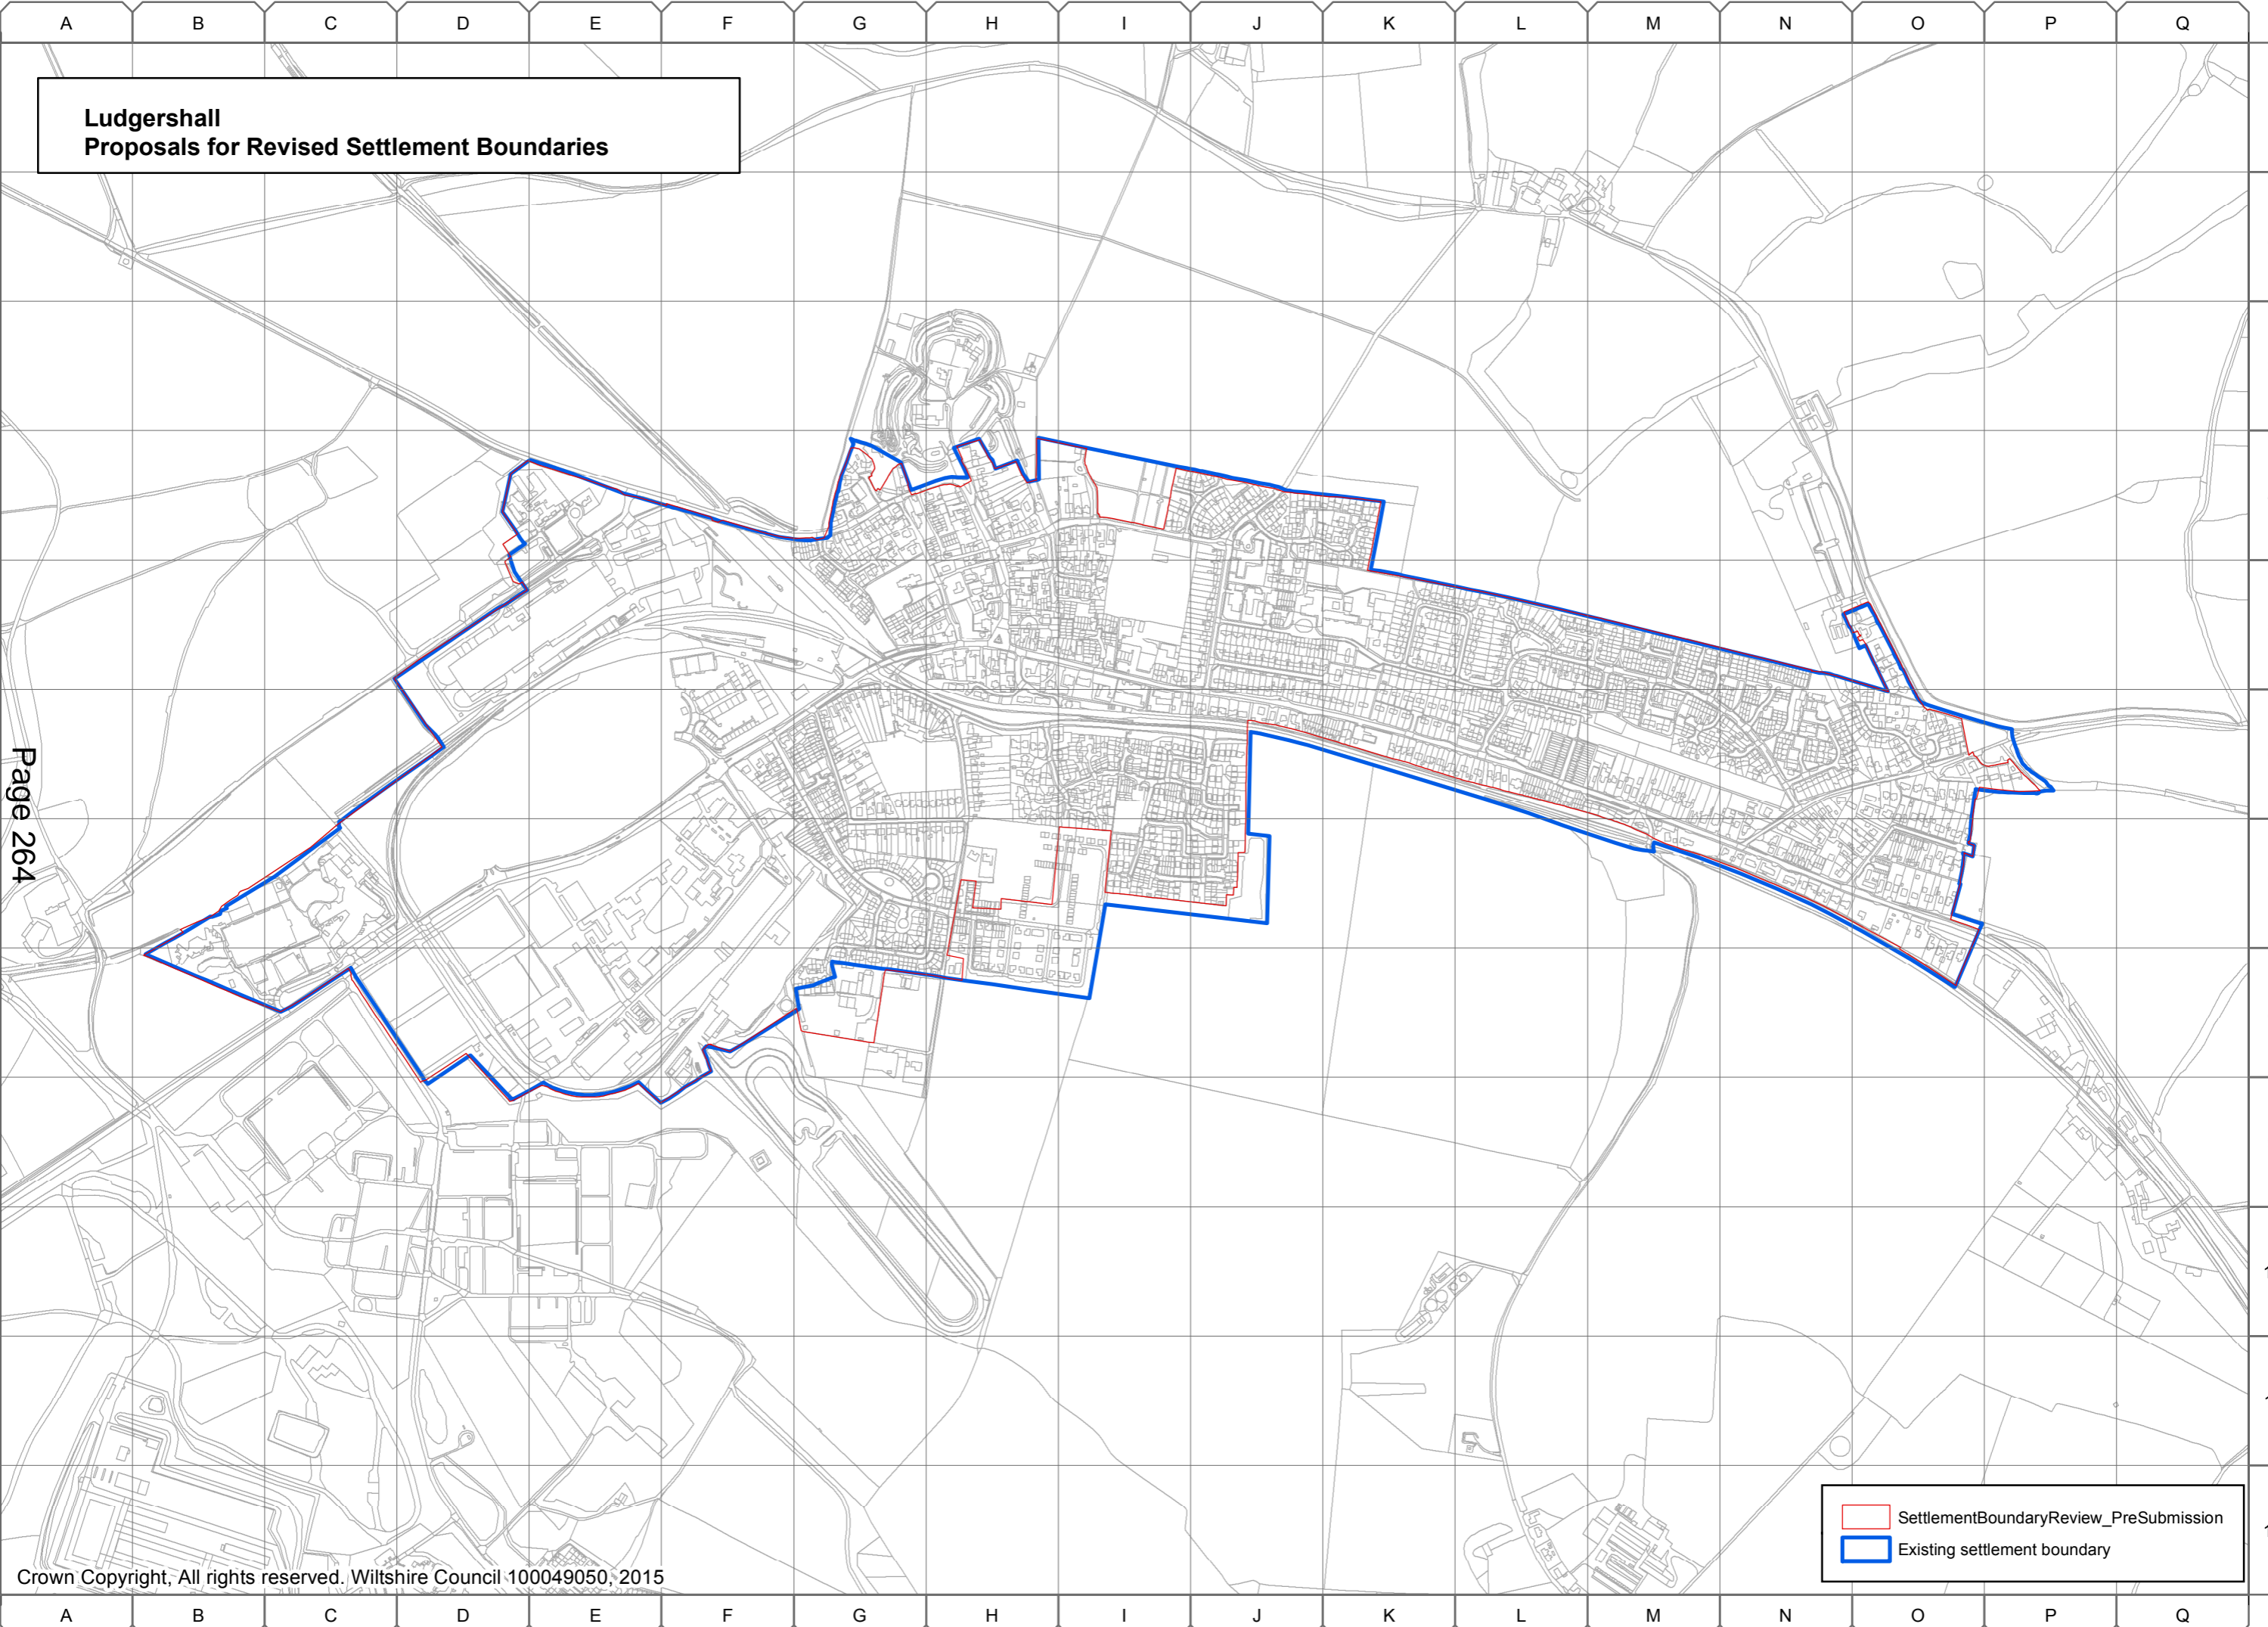 A B C D E F G H I J K L M N O P Q
Ludgershall
Proposals for Revised Settlement Boundaries
Page 264
SettlementBoundaryReview_PreSubmission
Existing settlement boundary
Crown Copyright, All rights reserved. Wiltshire Council 100049050, 2015
A B C D E F G H I J K L M N O P Q